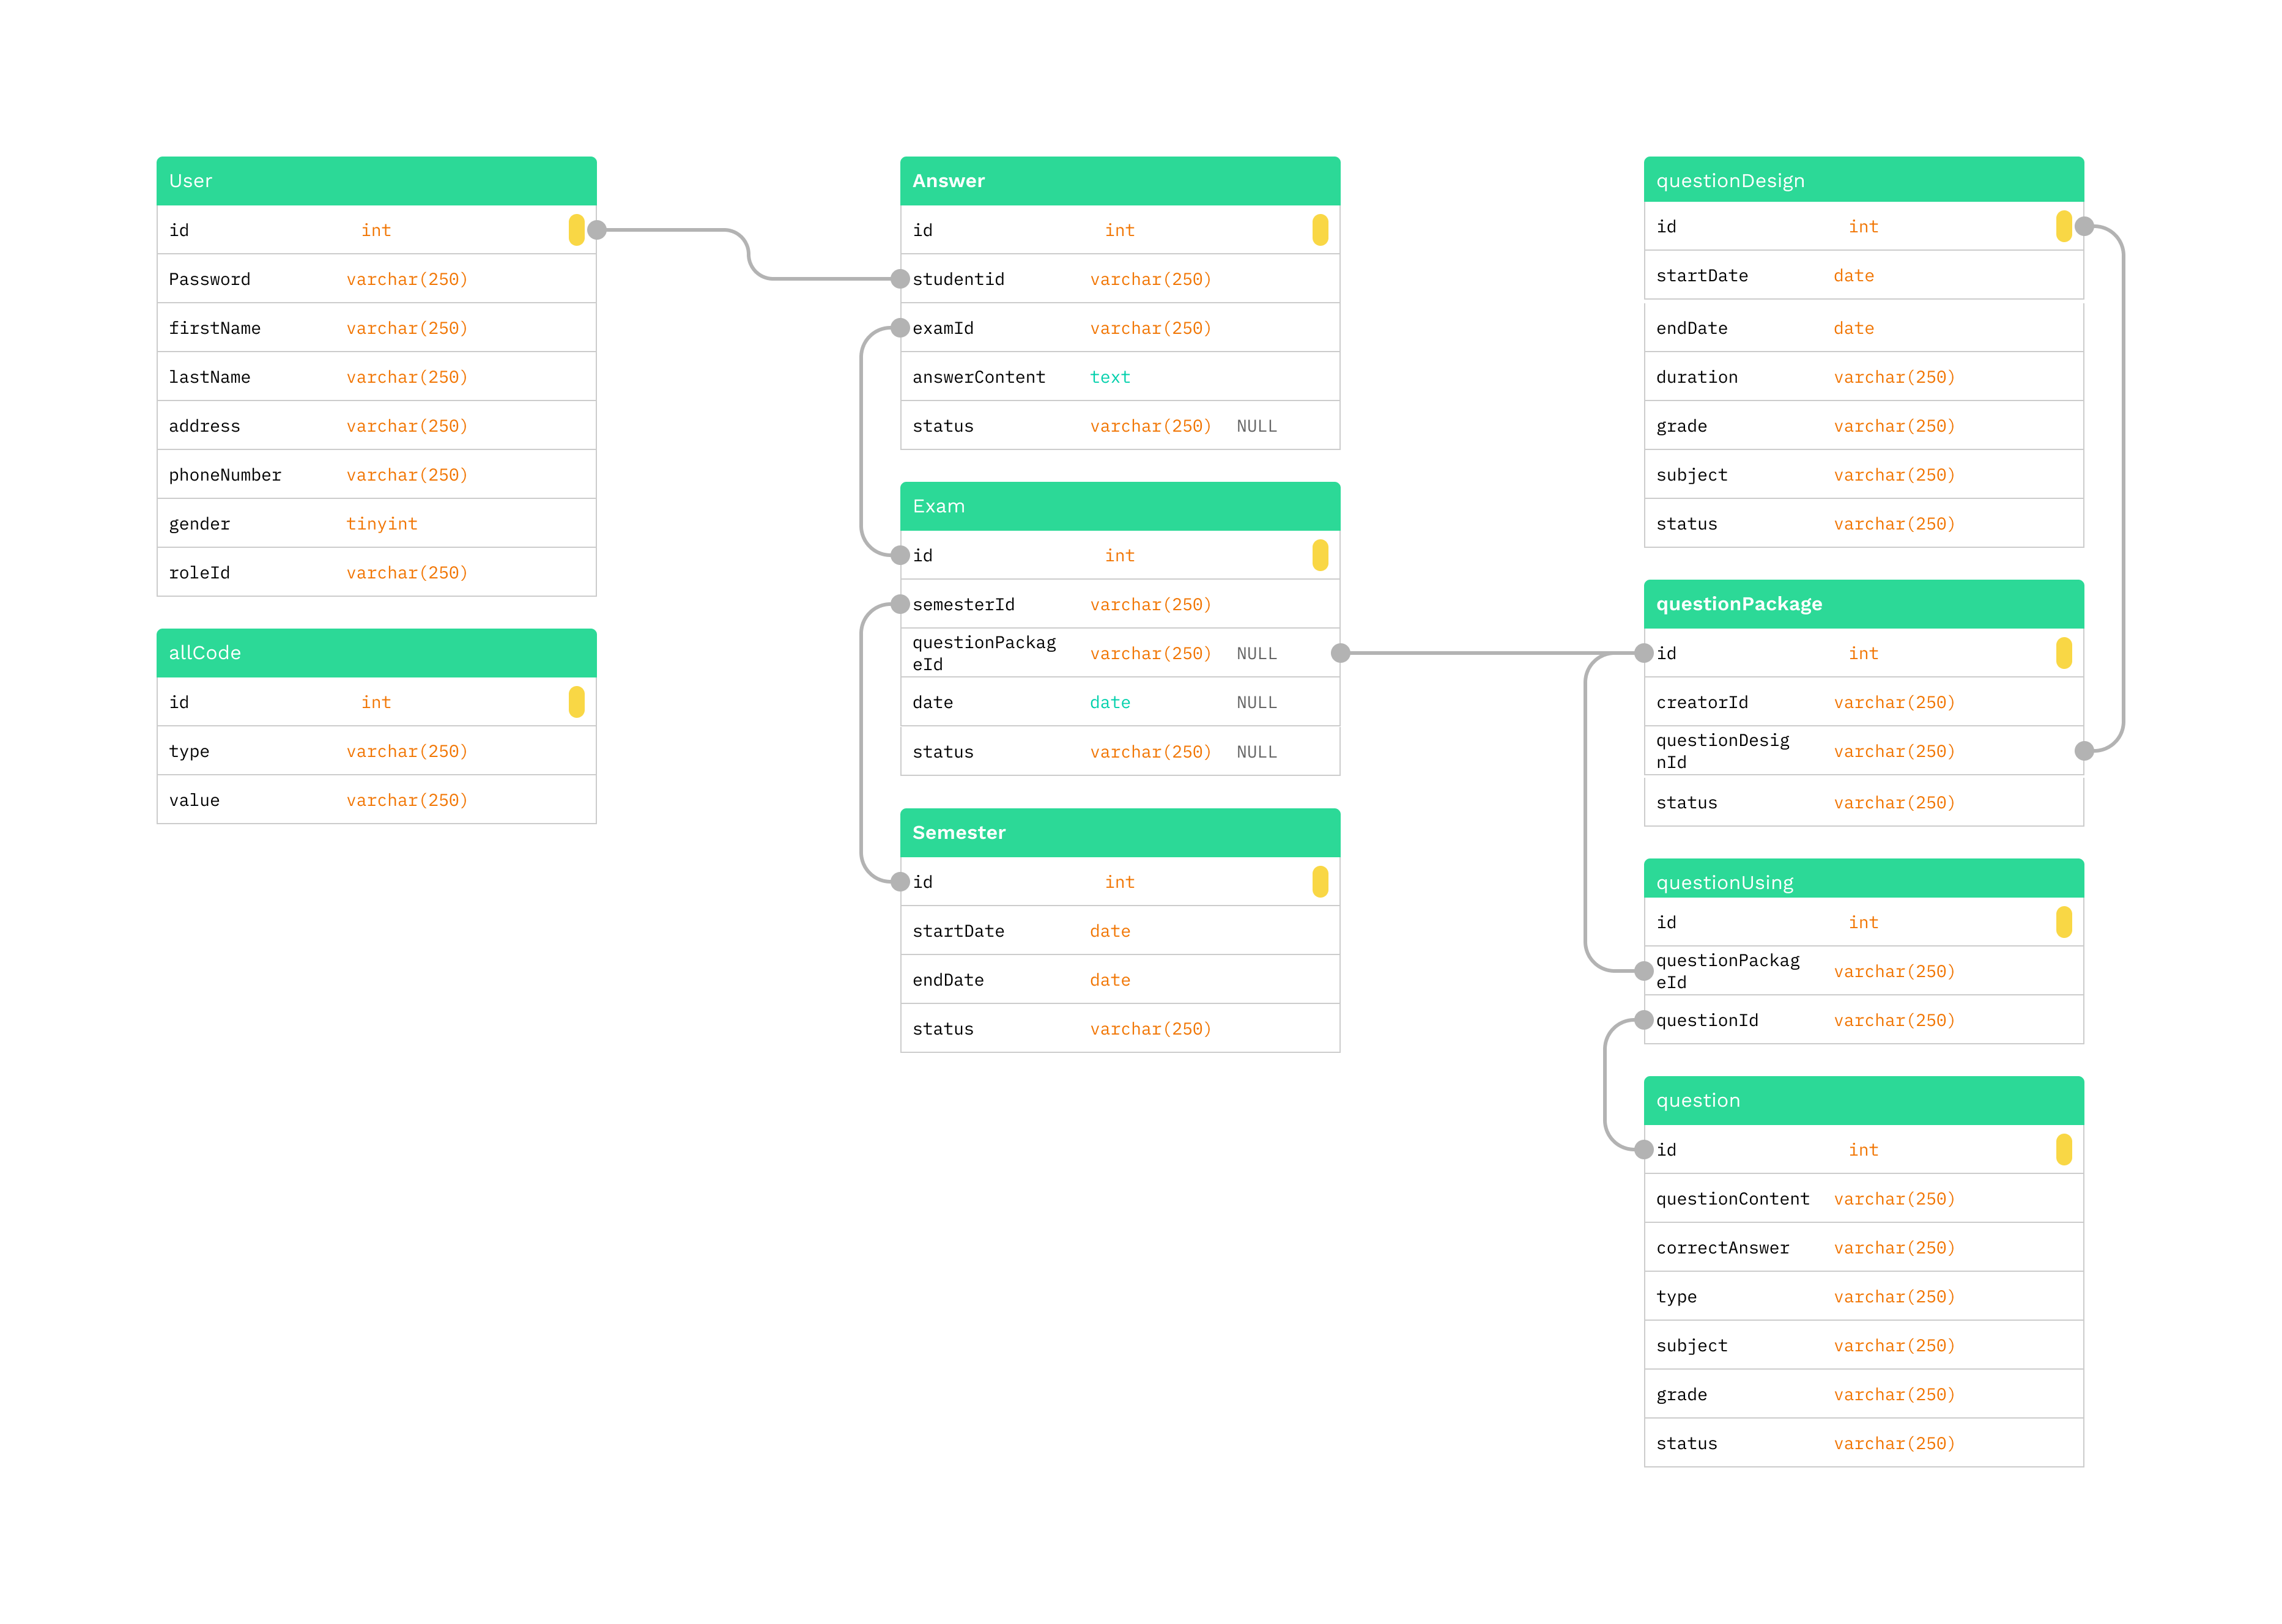 User
id int
Password varchar(250)
firstName varchar(250)
lastName varchar(250)
address varchar(250)
phoneNumber varchar(250)
gender tinyint
roleId varchar(250)
allCode
id int
type varchar(250)
value varchar(250)
Answer
id int
studentid varchar(250)
examId varchar(250)
answerContent text
status varchar(250) NULL
Exam
id int
semesterId varchar(250)
questionPackag
eId varchar(250) NULL
date date NULL
status varchar(250) NULL
Semester
id int
startDate date
endDate date
status varchar(250)
questionDesign
id int
startDate date
endDate date
duration varchar(250)
grade varchar(250)
subject varchar(250)
status varchar(250)
questionPackage
id int
creatorId varchar(250)
questionDesig
nId varchar(250)
status varchar(250)
questionUsing
id int
questionPackag
eId varchar(250)
questionId varchar(250)
question
id int
questionContent varchar(250)
correctAnswer varchar(250)
type varchar(250)
subject varchar(250)
grade varchar(250)
status varchar(250)